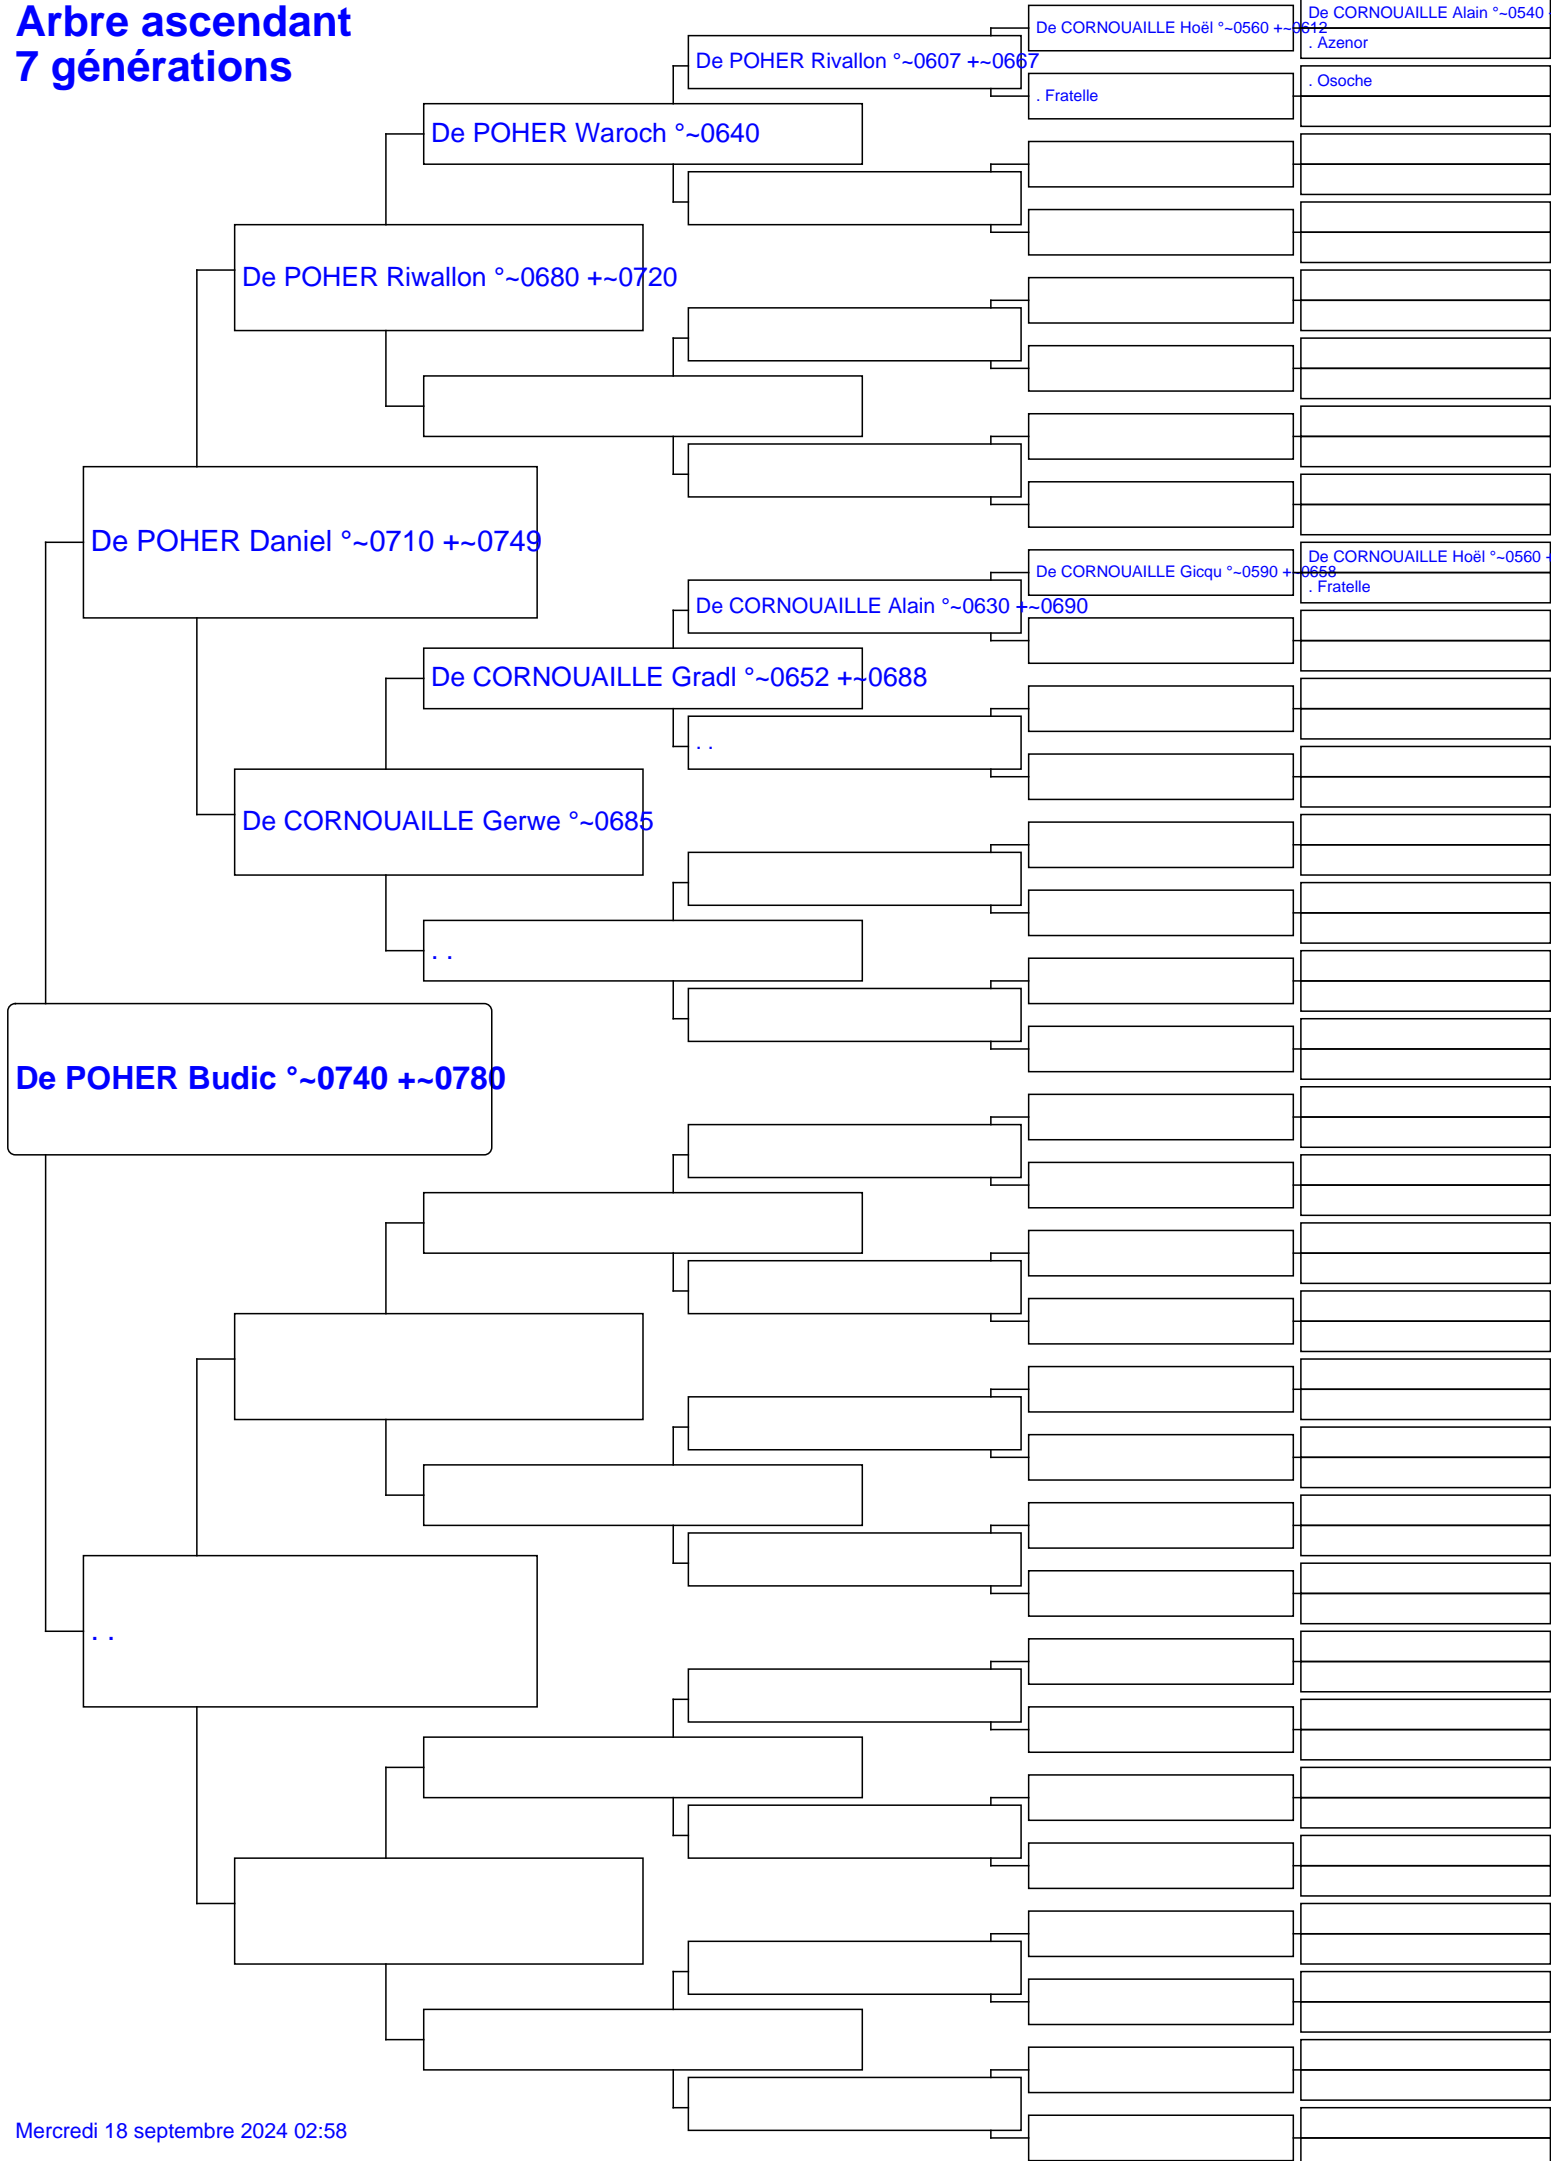 Arbre ascendant
7 générations
De CORNOUAILLE Alain °~0540
De CORNOUAILLE Hoël °~0560 +~0612
. Azenor
De POHER Rivallon °~0607 +~0667
. Osoche
. Fratelle
De POHER Waroch °~0640
De POHER Riwallon °~0680 +~0720
De POHER Daniel °~0710 +~0749
De CORNOUAILLE Hoël °~0560 +
De CORNOUAILLE Gicqu °~0590 +~0658
. Fratelle
De CORNOUAILLE Alain °~0630 +~0690
De CORNOUAILLE Gradl °~0652 +~0688
. .
De CORNOUAILLE Gerwe °~0685
. .
De POHER Budic °~0740 +~0780
. .
Mercredi 18 septembre 2024 02:58